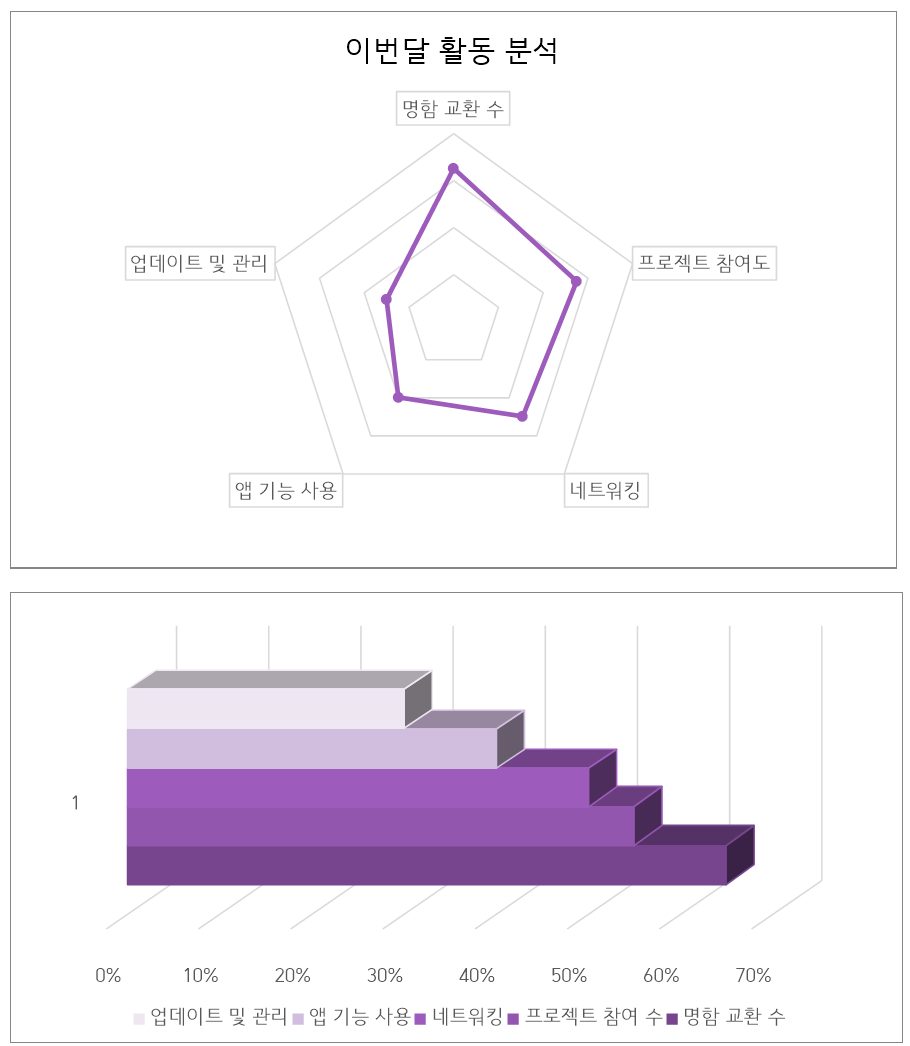 이번달 활동 분석
명함 교환 수
업데이트 및 관리
프로젝트 참여도
앱 기능 사용
네트워킹
1
0% 10% 20% 30% 40% 50% 60% 70%
업데이트 및 관리 앱 기능 사용 네트워킹 프로젝트 참여 수 명함 교환 수